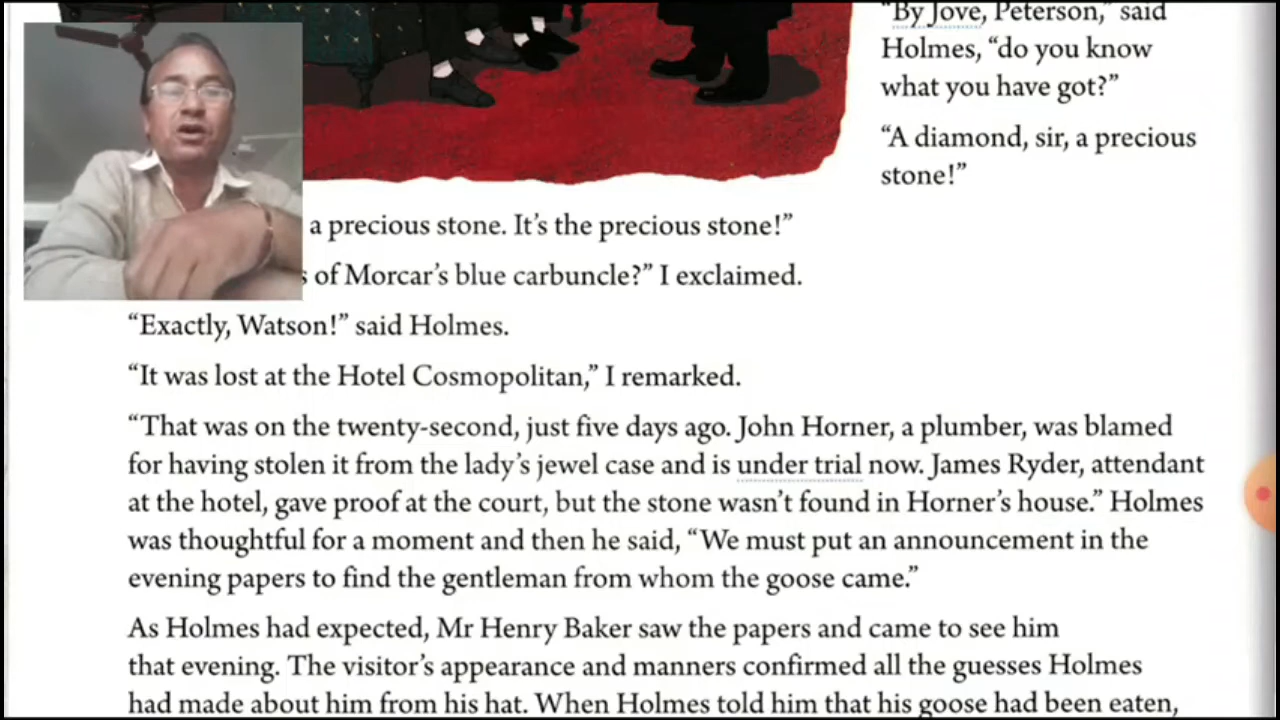 “By Jove, Peterson,” said
Holmes, “do you know
what you have got?”
“A diamond, sir, a precious
stone!”
a precious stone. It’s the precious stone!”
of Morcar’s blue carbuncle?” I exclaimed.
“Exactly, Watson!” said Holmes.
“It was lost at the Hotel Cosmopolitan,” I remarked.
“That was on the twenty-second, just five days ago. John Horner, a plumber, was blamed
for having stolen it from the lady’s jewel case and is under trial now. James Ryder, attendant
at the hotel, gave proof at the court, but the stone wasn’t found in Horner’s house.” Holmes
was thoughtful for a moment and then he said, “We must put an announcement in the
evening papers to find the gentleman from whom the goose came.”
As Holmes had expected, Mr Henry Baker saw the papers and came to see him
that evening. The visitor’s appearance and manners confirmed all the guesses Holmes
had made about him from his hat. When Holmes told him that his goose had been eaten,